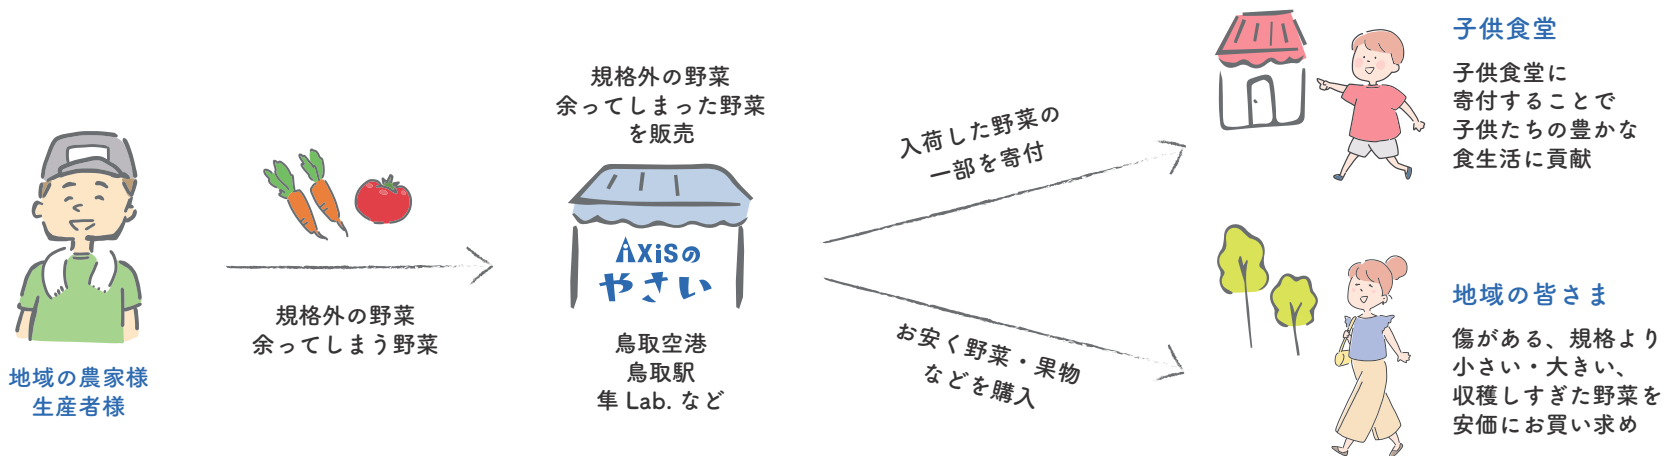 地域の農家様
生産者様
規格外の野菜
余ってしまう野菜
規格外の野菜
余ってしまった野菜
を販売
AXiSの
やさい
鳥取空港
鳥取駅
隼 Lab. など
入荷した野菜の
一部を寄付
お安く野菜・果物
などを購入
子供食堂
子供食堂に
寄付することで
子供たちの豊かな
食生活に貢献
地域の皆さま
傷がある、規格より
小さい・大きい、
収穫しすぎた野菜を
安価にお買い求め